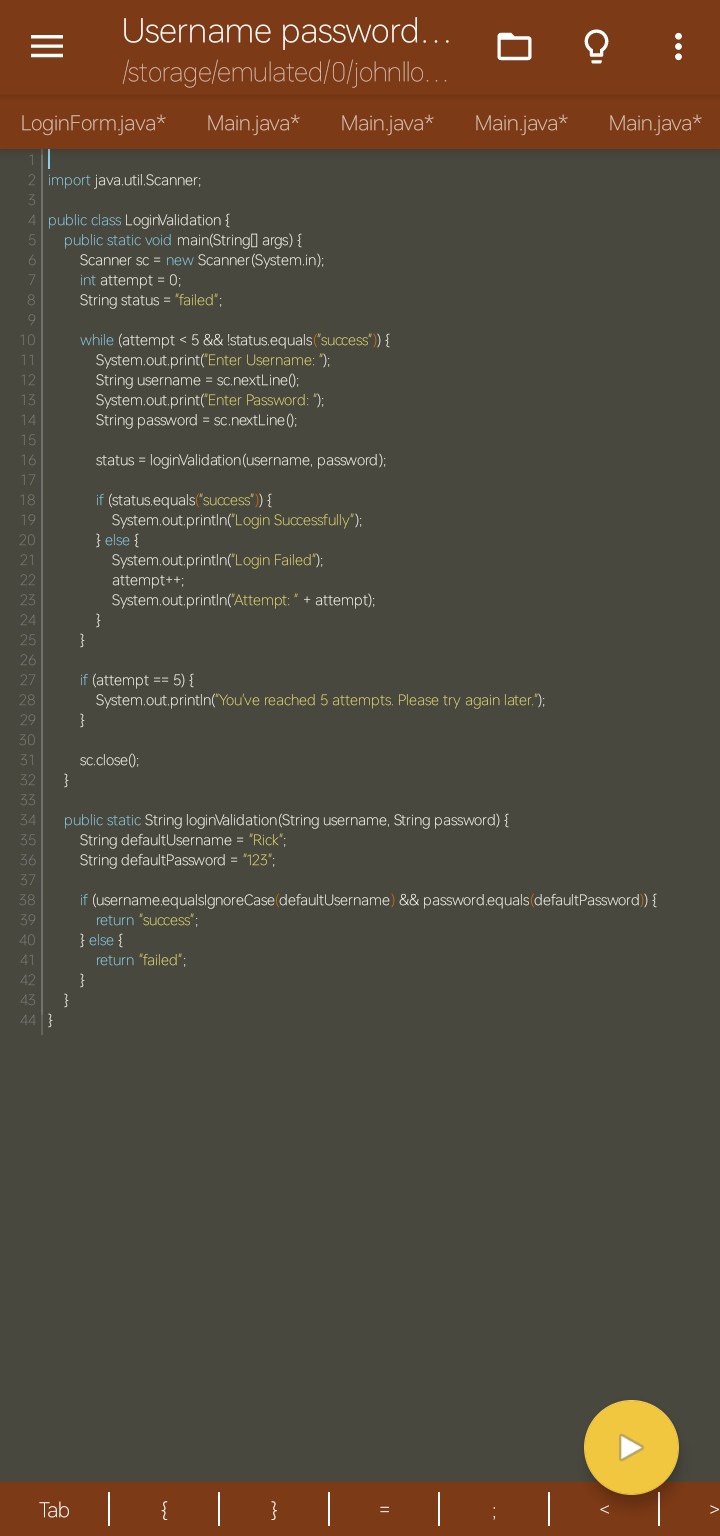 Username password...
/storage/emulated/0/johnllo...
LoginForm.java* Main.java* Main.java* Main.java* Main.java*
1
2 import java.util.Scanner;
3
4 public class LoginValidation {
5 public static void main(String[] args) {
6 Scanner sc = new Scanner(System.in);
7 int attempt = 0;
8 String status = "failed";
9
10 while (attempt < 5 && !status.equals("success")) {
11 System.out.print("Enter Username: ");
12 String username = sc.nextLine();
13 System.out.print("Enter Password: ");
14 String password = sc.nextLine();
15
16 status = loginValidation(username, password);
17
18 if (status.equals("success")) {
19 System.out.println("Login Successfully");
20 } else {
21 System.out.println("Login Failed");
22 attempt++;
23 System.out.println("Attempt: " + attempt);
24 }
25 }
26
27 if (attempt == 5) {
28 System.out.println("You've reached 5 attempts. Please try again later.");
29 }
30
31 sc.close();
32 }
33
34 public static String loginValidation(String username, String password) {
35 String defaultUsername = "Rick";
36 String defaultPassword = "123";
37
38 if (username.equalsIgnoreCase(defaultUsername) && password.equals(defaultPassword)) {
39 return "success";
40 } else {
41 return "failed";
42 }
43 }
44 }
Tab { } = ; < >